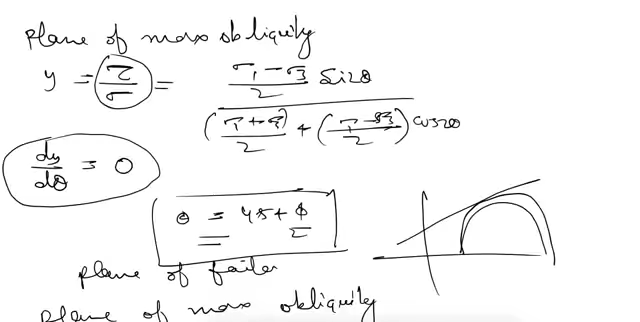 plane of max obliquity
y = τ/σ = (σ1 - σ3)/2 sin2θ / ((σ1 + σ3)/2 + (σ1 - σ3)/2 cos2θ)
dy/dθ = 0
θ = 45 + φ/2
plane of failer
plane of max obliquity